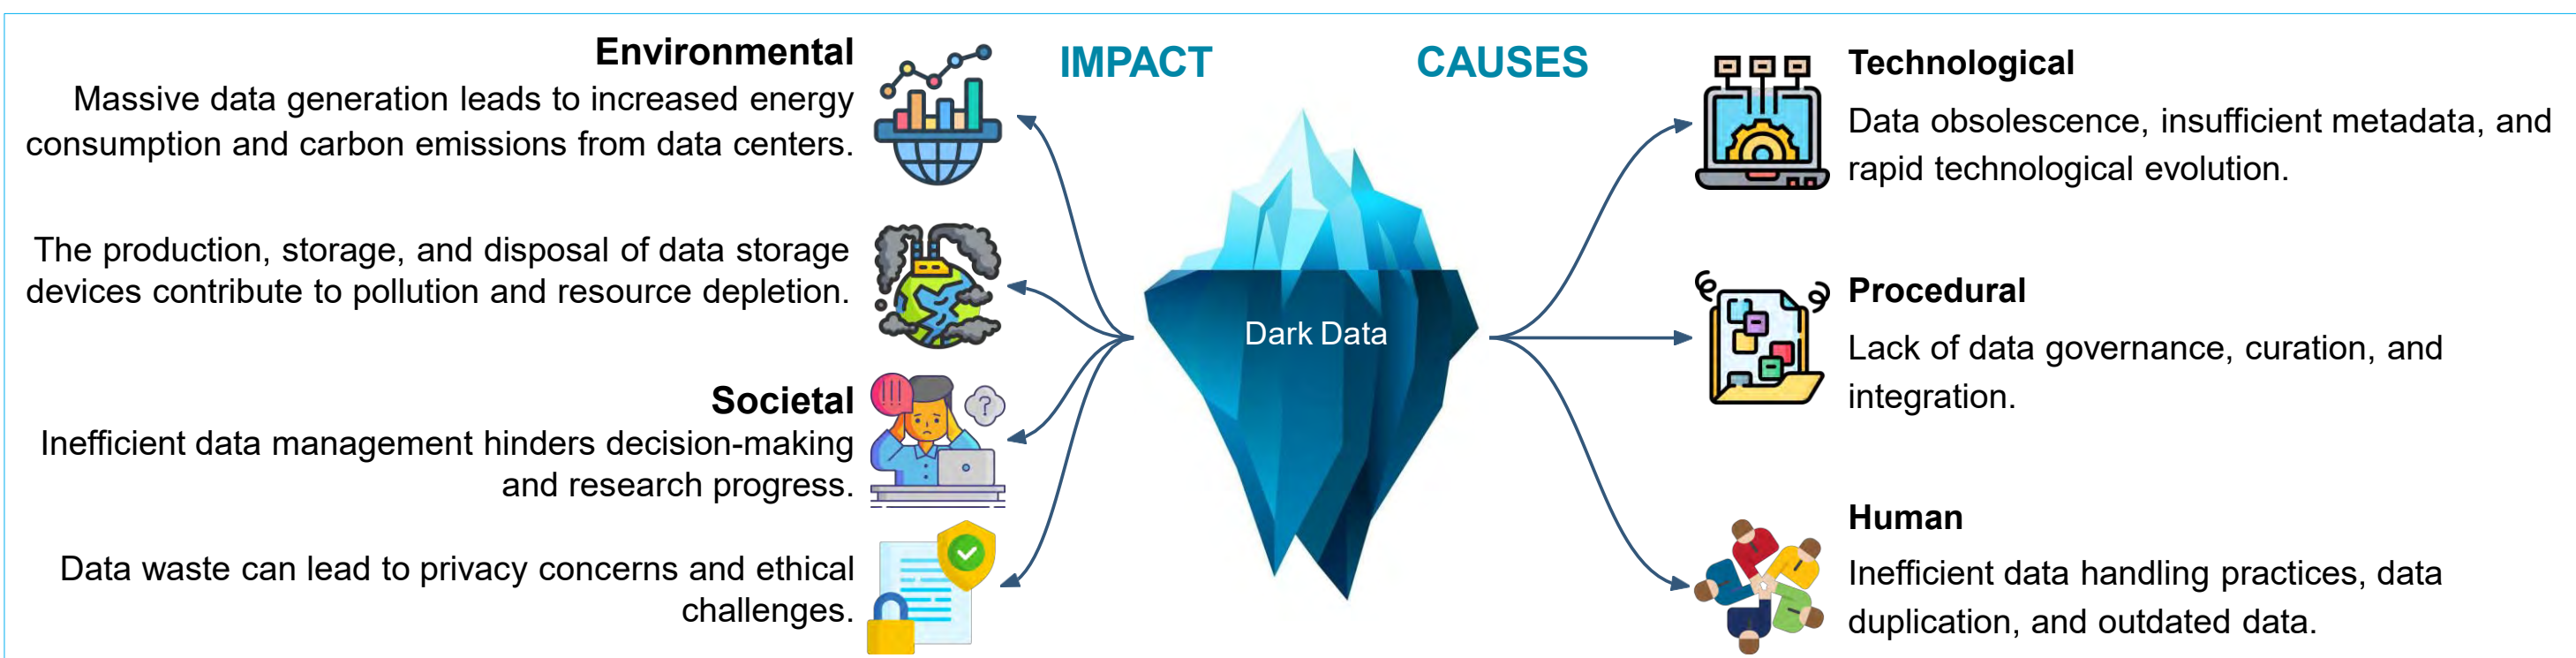 Environmental
Massive data generation leads to increased energy
consumption and carbon emissions from data centers.
The production, storage, and disposal of data storage
devices contribute to pollution and resource depletion.
Societal
Inefficient data management hinders decision-making
and research progress.
Data waste can lead to privacy concerns and ethical
challenges.
IMPACT
CAUSES
Dark Data
Technological
Data obsolescence, insufficient metadata, and
rapid technological evolution.
Procedural
Lack of data governance, curation, and
integration.
Human
Inefficient data handling practices, data
duplication, and outdated data.
!!!
?